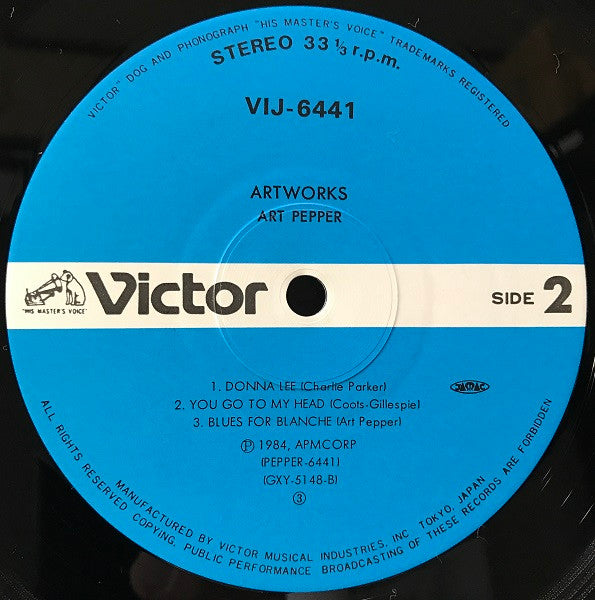 VICTOR" DOG AND PHONOGRAPH "HIS MASTER'S VOICE" TRADEMARKS REGISTERED
STEREO 33 1/3 r.p.m.
VIJ-6441
ARTWORKS
ART PEPPER
"HIS MASTER'S VOICE"
Victor
SIDE 2
1. DONNA LEE (Charlie Parker)
2. YOU GO TO MY HEAD (Coots-Gillespie)
3. BLUES FOR BLANCHE (Art Pepper)
Ⓟ 1984, APMCORP
(PEPPER-6441)
(GXY-5148-B)
③
ALL RIGHTS RESERVED COPYING, PUBLIC PERFORMANCE BROADCASTING OF THESE RECORDS ARE FORBIDDEN
MANUFACTURED BY VICTOR MUSICAL INDUSTRIES, INC. TOKYO, JAPAN